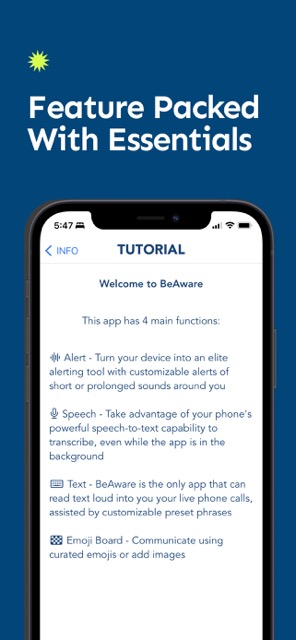 Feature Packed
With Essentials
5:47
INFO
TUTORIAL
Welcome to BeAware
This app has 4 main functions:
Alert - Turn your device into an elite
alerting tool with customizable alerts of
short or prolonged sounds around you
Speech - Take advantage of your phone's
powerful speech-to-text capability to
transcribe, even while the app is in the
background
Text - BeAware is the only app that can
read text loud into you your live phone calls,
assisted by customizable preset phrases
Emoji Board - Communicate using
curated emojis or add images